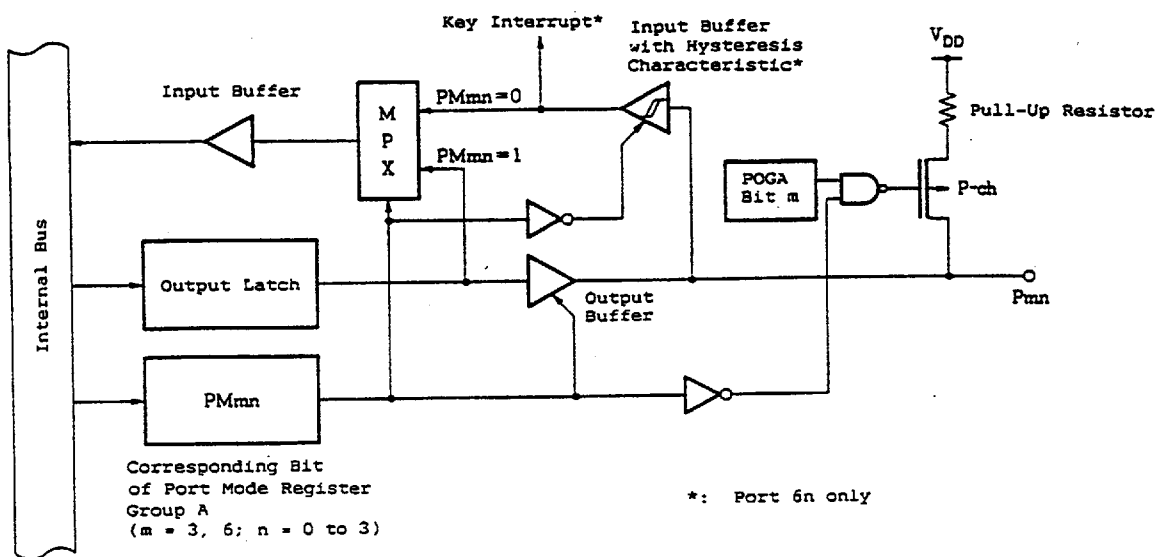 Key Interrupt*
Input Buffer
with Hysteresis
Characteristic*
VDD
Input Buffer
M
P
X
PMmn=0
PMmn=1
Pull-Up Resistor
POGA
Bit m
P-ch
Internal Bus
Output Latch
Output
Buffer
Pmn
PMmn
Corresponding Bit
of Port Mode Register
Group A
(m = 3, 6; n = 0 to 3)
*: Port 6n only